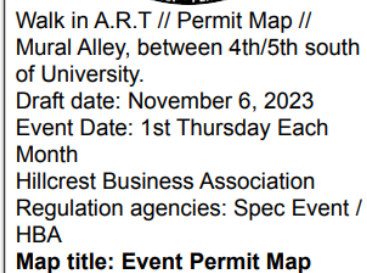 Walk in A.R.T // Permit Map //
Mural Alley, between 4th/5th south
of University.
Draft date: November 6, 2023
Event Date: 1st Thursday Each
Month
Hillcrest Business Association
Regulation agencies: Spec Event /
HBA
Map title: Event Permit Map